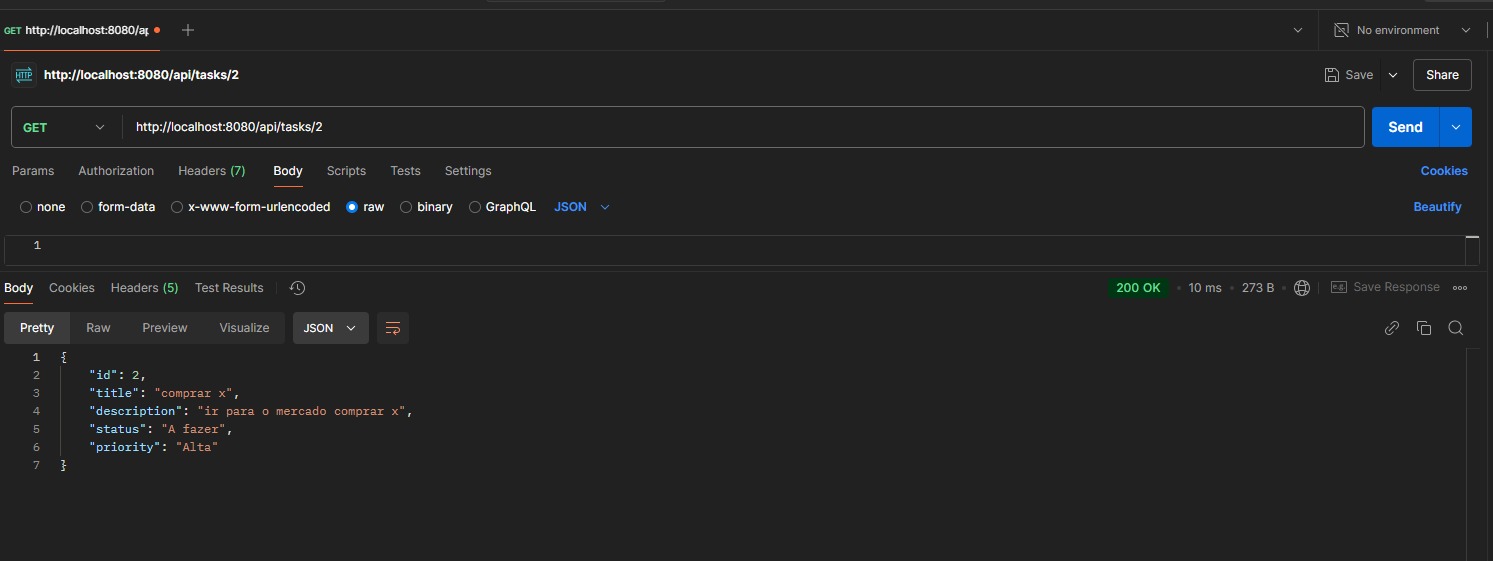 GET http://localhost:8080/ap
No environment
HTTP http://localhost:8080/api/tasks/2
Save
Share
GET http://localhost:8080/api/tasks/2
Send
Params Authorization Headers (7) Body Scripts Tests Settings
Cookies
none form-data x-www-form-urlencoded raw binary GraphQL JSON
Beautify
1
Body Cookies Headers (5) Test Results
200 OK • 10 ms • 273 B
e.g. Save Response
Pretty Raw Preview Visualize JSON
1 {
2 "id": 2,
3 "title": "comprar x",
4 "description": "ir para o mercado comprar x",
5 "status": "A fazer",
6 "priority": "Alta"
7 }